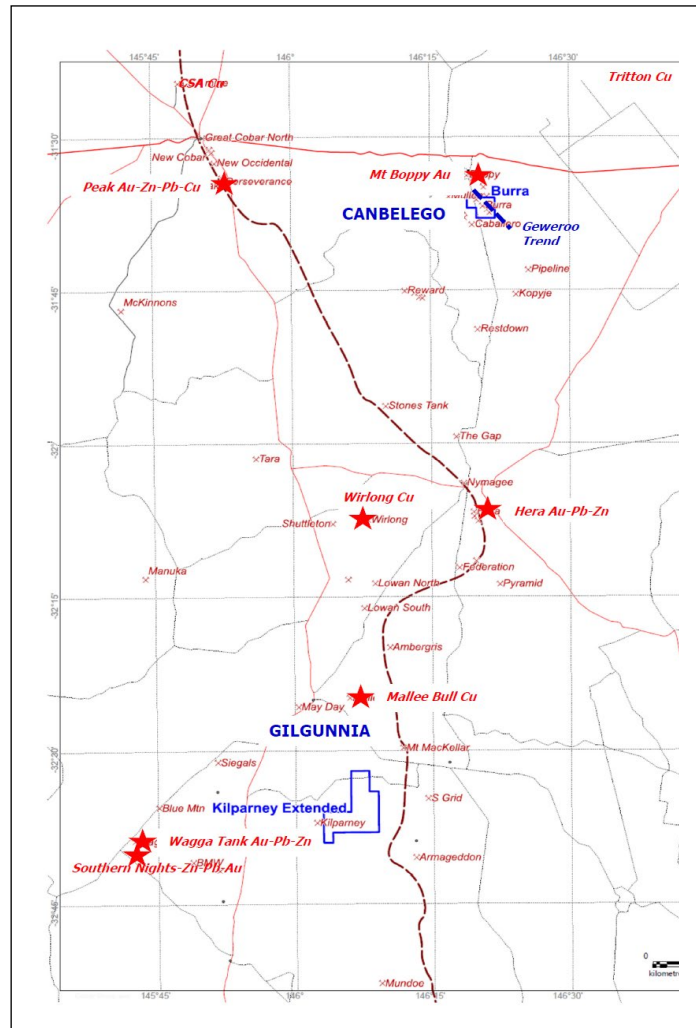 145°45' 146° 146°15' 146°30'
Tritton Cu
CSA Cu
-31°30'
Great Cobar North
New Cobar
New Occidental
Perseverance
Peak Au-Zn-Pb-Cu
Mt Boppy Au
Burra
Burra
CANBELEGO
Caballero
Geweroo
Trend
Pipeline
-31°45'
Reward
Kopyje
McKinnons
Restdown
Stones Tank
The Gap
-32°
Tara
Nymagee
Wirlong Cu
Hera Au-Pb-Zn
Shuttleton
Wirlong
Federation
Manuka
Lowan North
Pyramid
-32°15'
Lowan South
Ambergris
Mallee Bull Cu
May Day
GILGUNNIA
Mt MacKellar
-32°30'
Siegals
S Grid
Blue Mtn
Kilparney Extended
Kilparney
Wagga Tank Au-Pb-Zn
Armageddon
Southern Nights-Zn-Pb-Au
BMW
-32°45'
0
kilometre
Mundoe
145°45' 146° 146°15' 146°30'